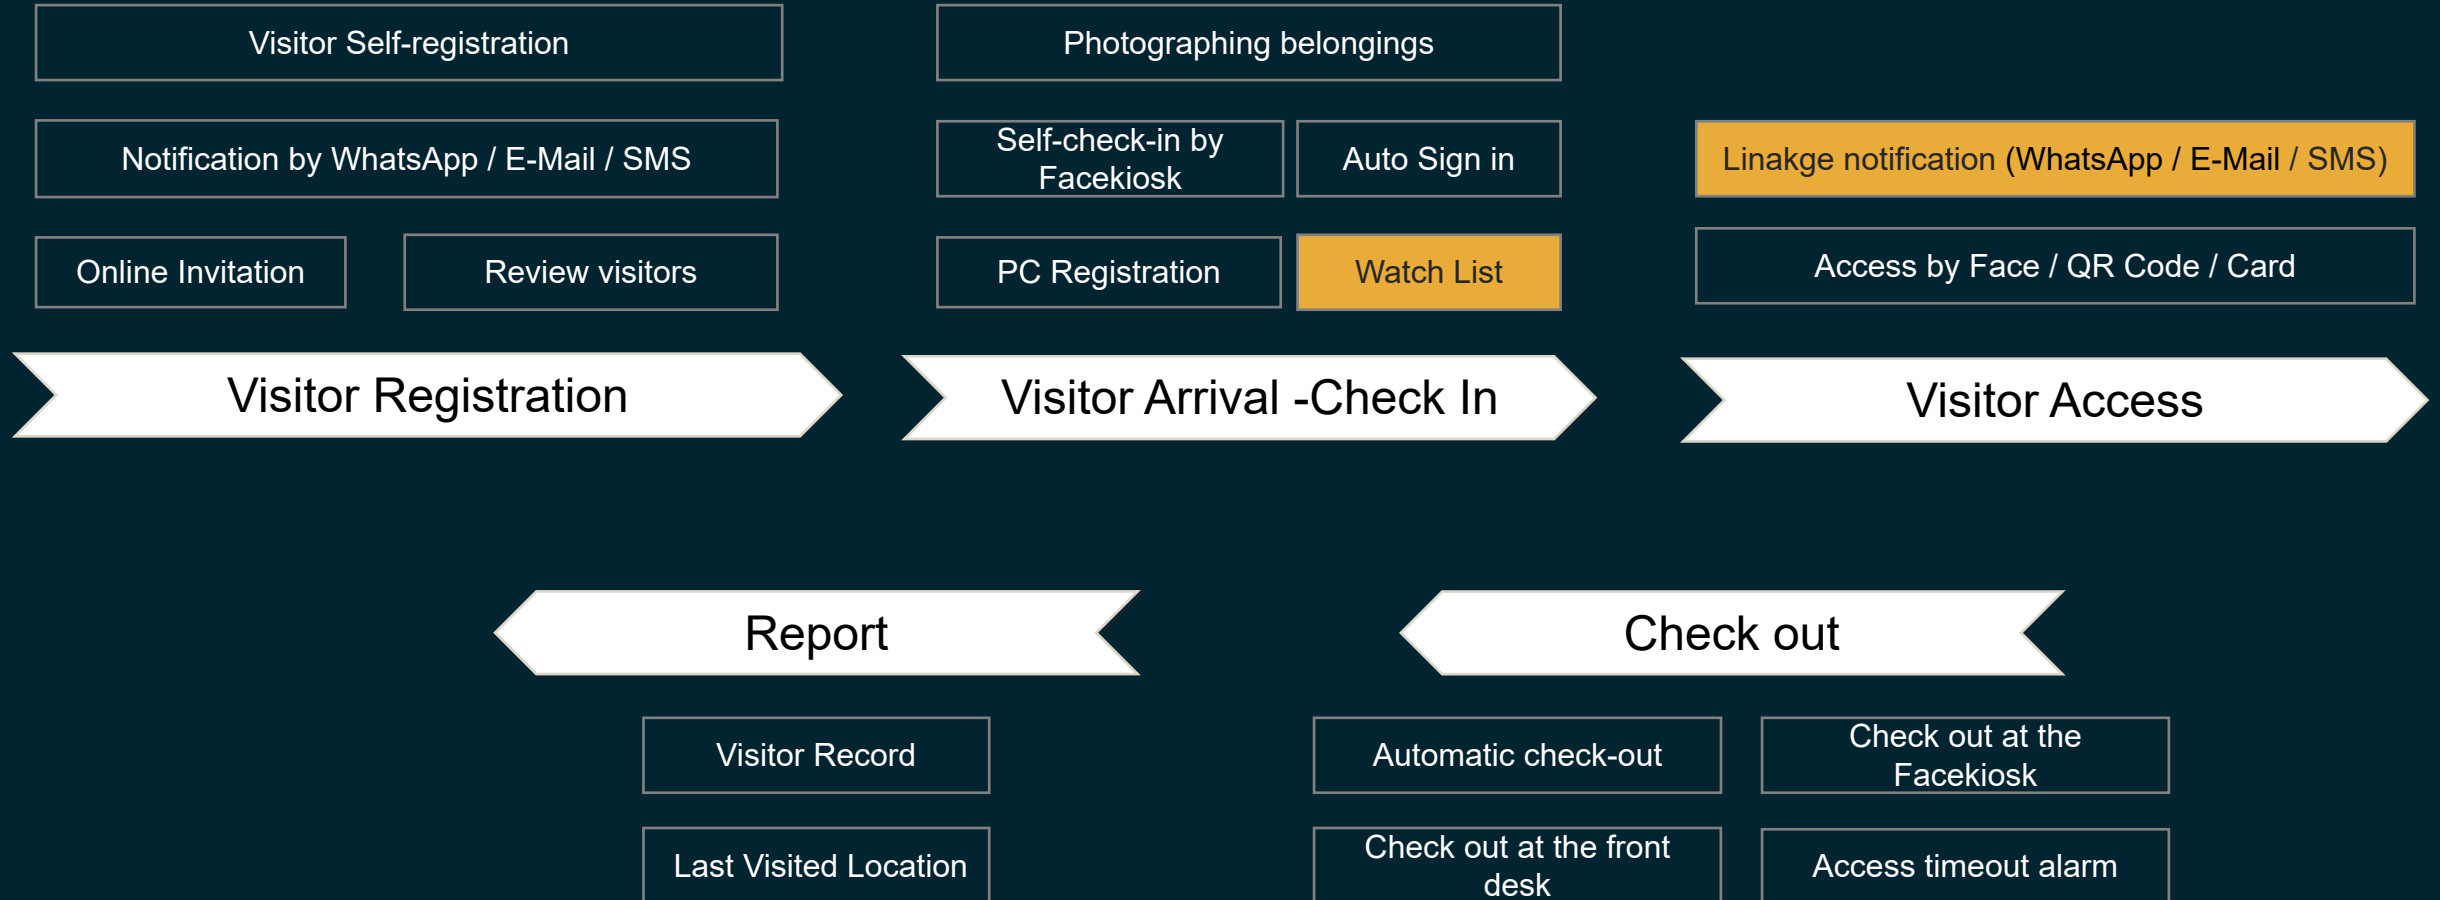 Visitor Self-registration
Notification by WhatsApp / E-Mail / SMS
Online Invitation
Review visitors
Visitor Registration
Photographing belongings
Self-check-in by
Facekiosk
Auto Sign in
PC Registration
Watch List
Visitor Arrival -Check In
Linakge notification (WhatsApp / E-Mail / SMS)
Access by Face / QR Code / Card
Visitor Access
Report
Visitor Record
Last Visited Location
Check out
Automatic check-out
Check out at the
Facekiosk
Check out at the front
desk
Access timeout alarm